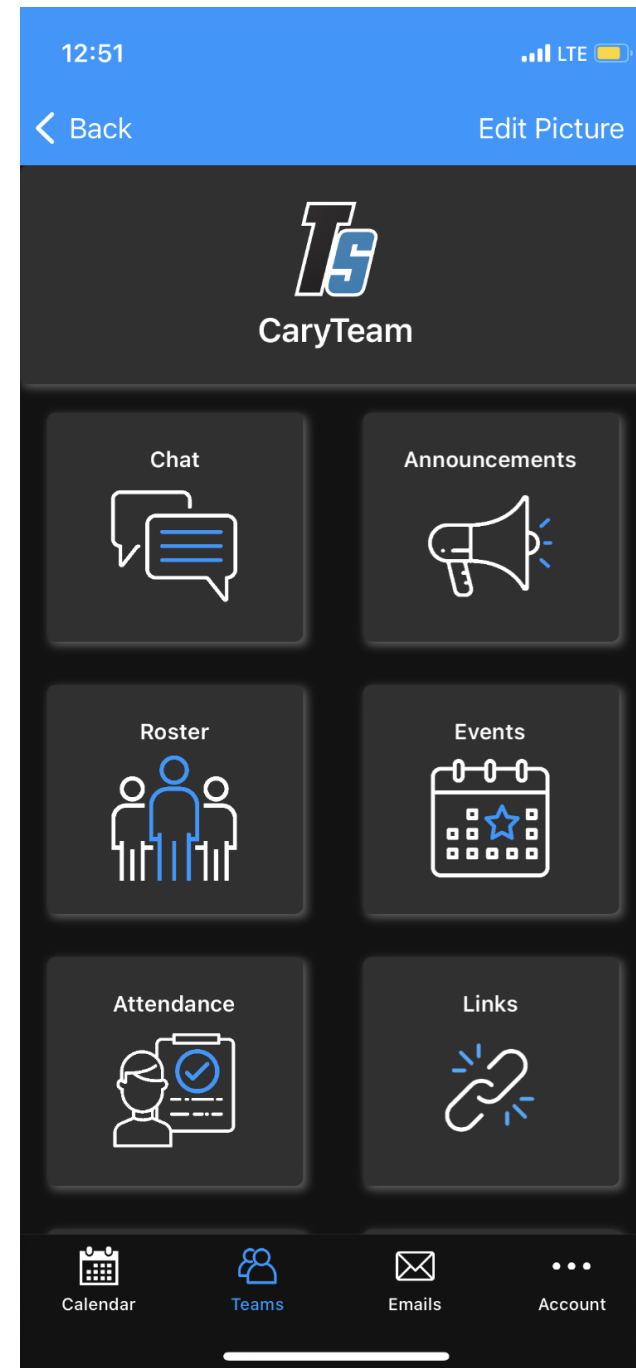 12:51 LTE
Back Edit Picture
TS
CaryTeam
Chat Announcements
Roster Events
Attendance Links
Calendar Teams Emails Account